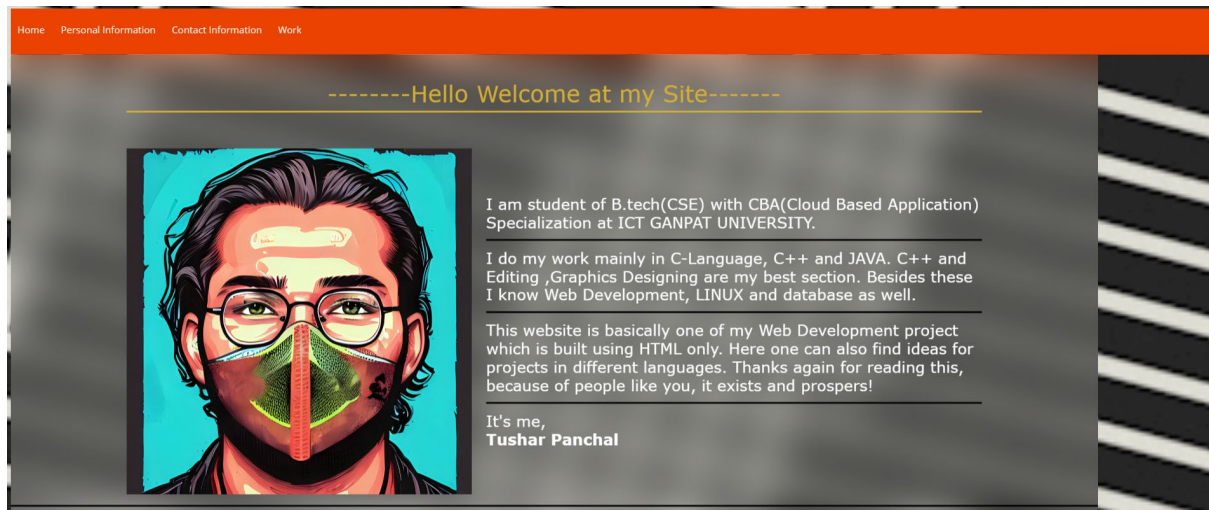 Home Personal Information Contact Information Work
--------Hello Welcome at my Site-------
I am student of B.tech(CSE) with CBA(Cloud Based Application)
Specialization at ICT GANPAT UNIVERSITY.
I do my work mainly in C-Language, C++ and JAVA. C++ and
Editing ,Graphics Designing are my best section. Besides these
I know Web Development, LINUX and database as well.
This website is basically one of my Web Development project
which is built using HTML only. Here one can also find ideas for
projects in different languages. Thanks again for reading this,
because of people like you, it exists and prospers!
It's me,
Tushar Panchal